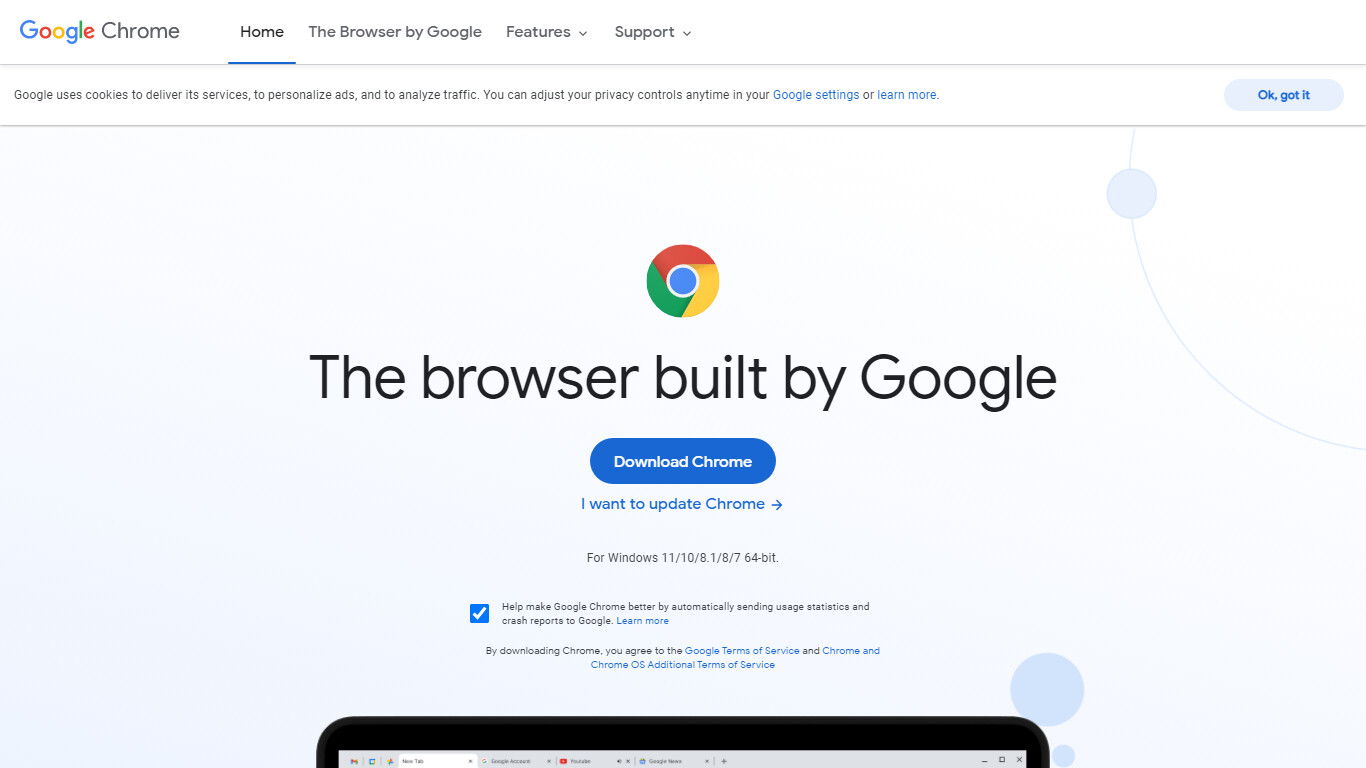 Google Chrome
Home
The Browser by Google
Features
Support
Google uses cookies to deliver its services, to personalize ads, and to analyze traffic. You can adjust your privacy controls anytime in your Google settings or learn more.
Ok, got it
The browser built by Google
Download Chrome
I want to update Chrome
For Windows 11/10/8.1/8/7 64-bit.
Help make Google Chrome better by automatically sending usage statistics and
crash reports to Google. Learn more
By downloading Chrome, you agree to the Google Terms of Service and Chrome and
Chrome OS Additional Terms of Service
New Tab
Google Account
Youtube
Google News